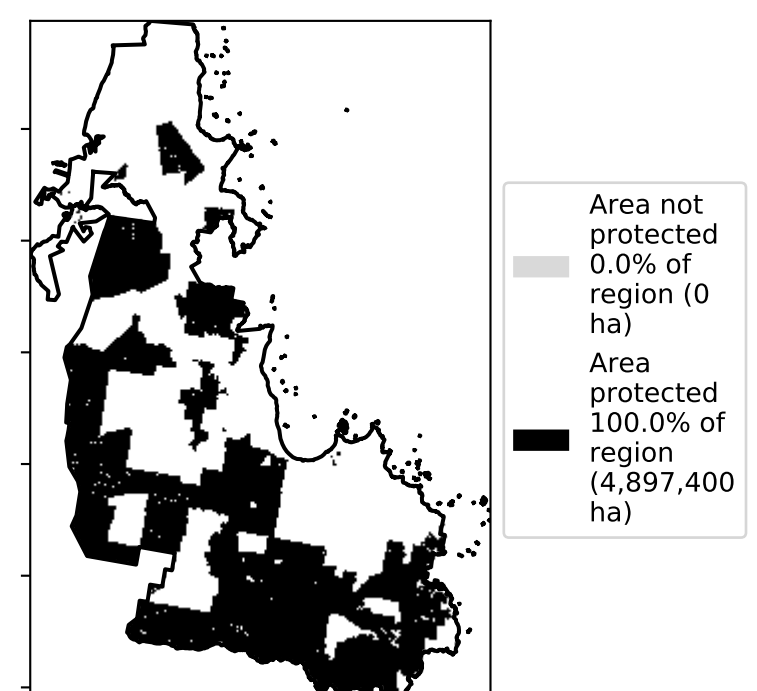 Area not
protected
0.0% of
region (0
ha)
Area
protected
100.0% of
region
(4,897,400
ha)